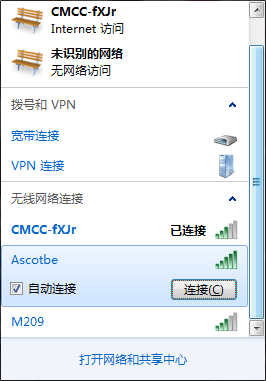 CMCC-fXJr
Internet 访问
未识别的网络
无网络访问
拨号和 VPN
宽带连接
VPN 连接
无线网络连接
CMCC-fXJr 已连接
Ascotbe
自动连接 连接(C)
M209
打开网络和共享中心